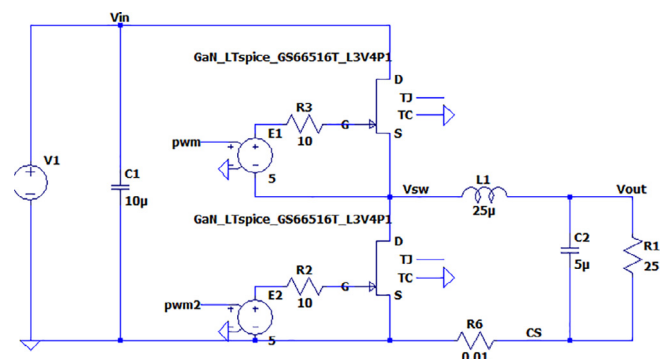 Vin
GaN_LTspice_GS66516T_L3V4P1
D
R3
TJ
TC
G
E1
pwm
10
S
V1
C1
10µ
5
Vsw
L1
Vout
25µ
GaN_LTspice_GS66516T_L3V4P1
D
C2
R1
R2
TJ
TC
5µ
25
G
E2
pwm2
10
S
R6
CS
5
0.01